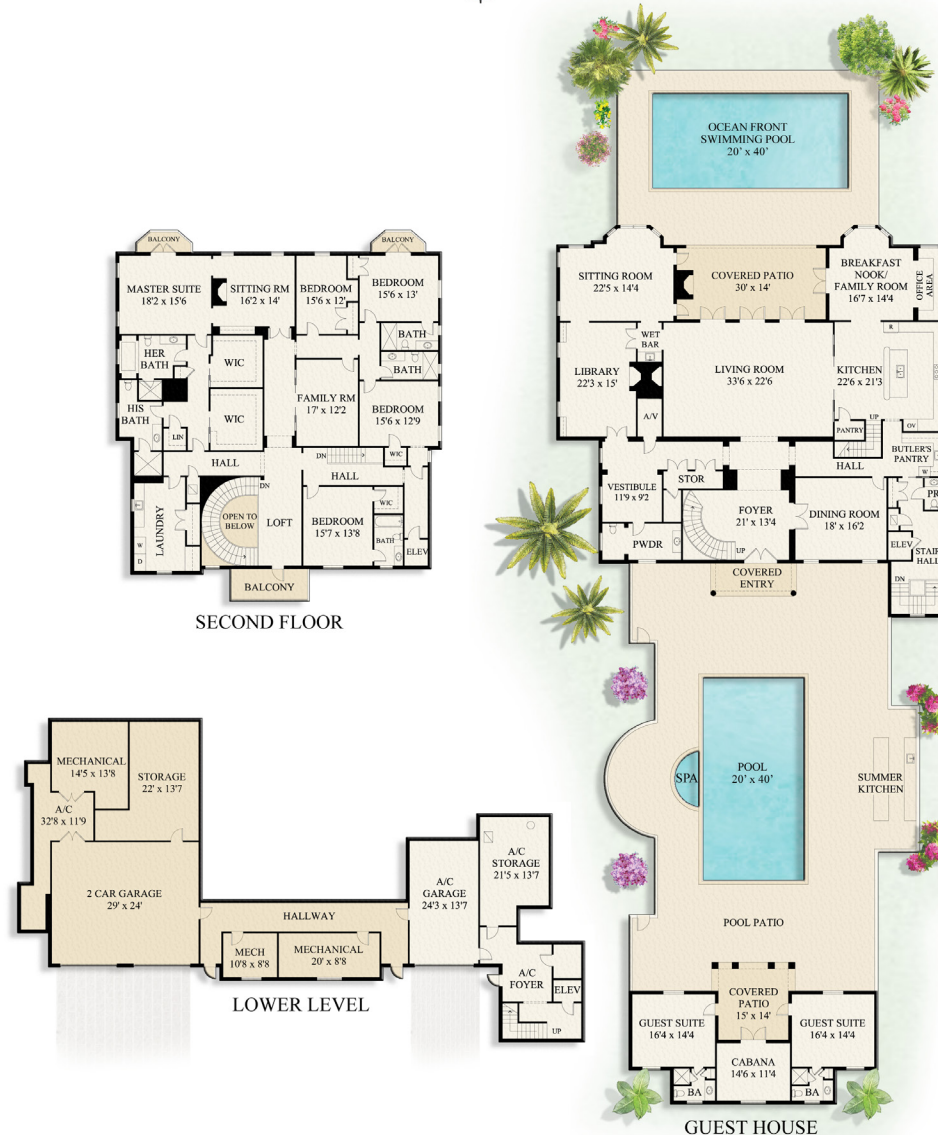 OCEAN FRONT
SWIMMING POOL
20' x 40'
SITTING ROOM
22'5 x 14'4
COVERED PATIO
30' x 14'
BREAKFAST
NOOK/
FAMILY ROOM
16'7 x 14'4
OFFICE
AREA
WET
BAR
R
LIBRARY
22'3 x 15'
LIVING ROOM
33'6 x 22'6
KITCHEN
22'6 x 21'3
A/V
UP
PANTRY
OV
HALL
BUTLER'S
PANTRY
W
VESTIBULE
11'9 x 9'2
STOR
FOYER
21' x 13'4
DINING ROOM
18' x 16'2
PWDR
UP
ELEV
STAIR
HALL
DN
COVERED
ENTRY
POOL
20' x 40'
SPA
SUMMER
KITCHEN
POOL PATIO
COVERED
PATIO
15' x 14'
GUEST SUITE
16'4 x 14'4
GUEST SUITE
16'4 x 14'4
CABANA
14'6 x 11'4
BA
BA
GUEST HOUSE
BALCONY
BALCONY
MASTER SUITE
18'2 x 15'6
SITTING RM
16'2 x 14'
BEDROOM
15'6 x 12'
BEDROOM
15'6 x 13'
HER
BATH
WIC
BATH
BATH
FAMILY RM
17' x 12'2
HIS
BATH
WIC
BEDROOM
15'6 x 12'9
LIN
WIC
HALL
DN
HALL
DN
LAUNDRY
W
D
OPEN TO
BELOW
LOFT
BEDROOM
15'7 x 13'8
WIC
BATH
ELEV
BALCONY
SECOND FLOOR
MECHANICAL
14'5 x 13'8
STORAGE
22' x 13'7
A/C
32'8 x 11'9
2 CAR GARAGE
29' x 24'
HALLWAY
MECH
10'8 x 8'8
MECHANICAL
20' x 8'8
A/C
GARAGE
24'3 x 13'7
A/C
STORAGE
21'5 x 13'7
A/C
FOYER
ELEV
UP
LOWER LEVEL